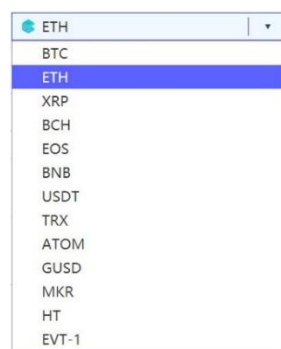 ETH
BTC
ETH
XRP
BCH
EOS
BNB
USDT
TRX
ATOM
GUSD
MKR
HT
EVT-1